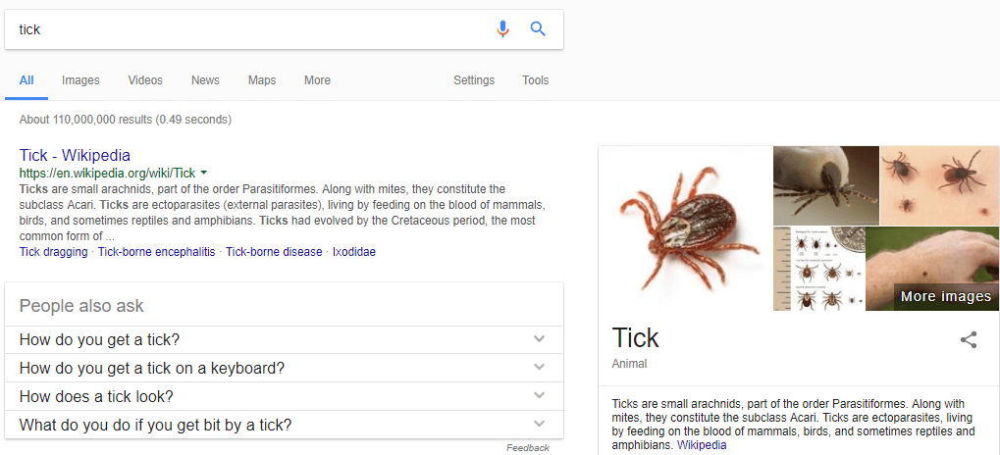 tick
All Images Videos News Maps More Settings Tools
About 110,000,000 results (0.49 seconds)
Tick - Wikipedia
https://en.wikipedia.org/wiki/Tick
Ticks are small arachnids, part of the order Parasitiformes. Along with mites, they constitute the
subclass Acari. Ticks are ectoparasites (external parasites), living by feeding on the blood of mammals,
birds, and sometimes reptiles and amphibians. Ticks had evolved by the Cretaceous period, the most
common form of ...
Tick dragging · Tick-borne encephalitis · Tick-borne disease · Ixodidae
People also ask
How do you get a tick?
How do you get a tick on a keyboard?
How does a tick look?
What do you do if you get bit by a tick?
Feedback
More images
Tick
Animal
Ticks are small arachnids, part of the order Parasitiformes. Along with
mites, they constitute the subclass Acari. Ticks are ectoparasites, living
by feeding on the blood of mammals, birds, and sometimes reptiles and
amphibians. Wikipedia